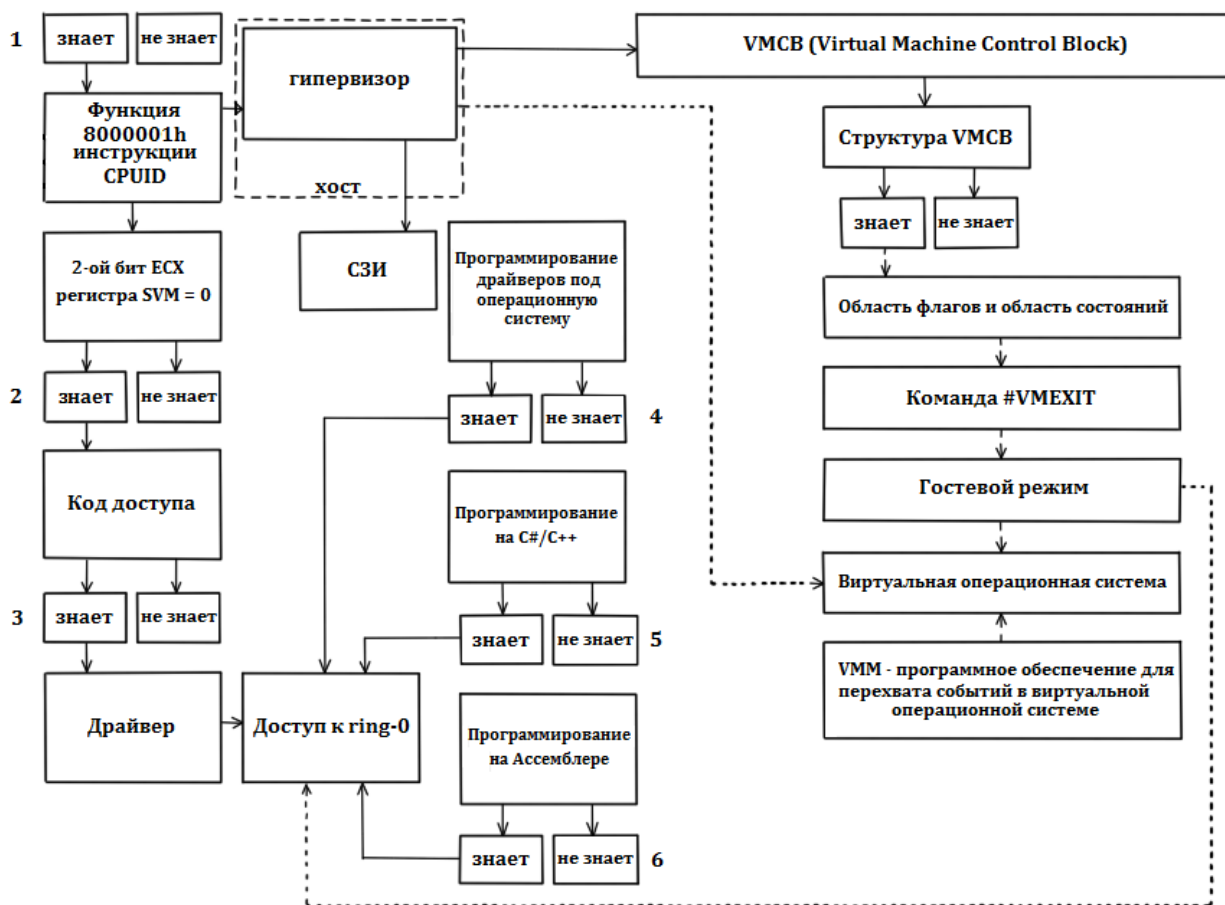 1
знает
не знает
Функция
8000001h
инструкции
CPUID
гипервизор
хост
СЗИ
VMCB (Virtual Machine Control Block)
Структура VMCB
знает
не знает
Область флагов и область состояний
Команда #VMEXIT
Гостевой режим
Виртуальная операционная система
VMM - программное обеспечение для
перехвата событий в виртуальной
операционной системе
2-ой бит ECX
регистра SVM = 0
2
знает
не знает
Код доступа
3
знает
не знает
Драйвер
Доступ к ring-0
Программирование
драйверов под
операционную
систему
знает
не знает
4
Программирование
на C#/C++
знает
не знает
5
Программирование
на Ассемблере
знает
не знает
6